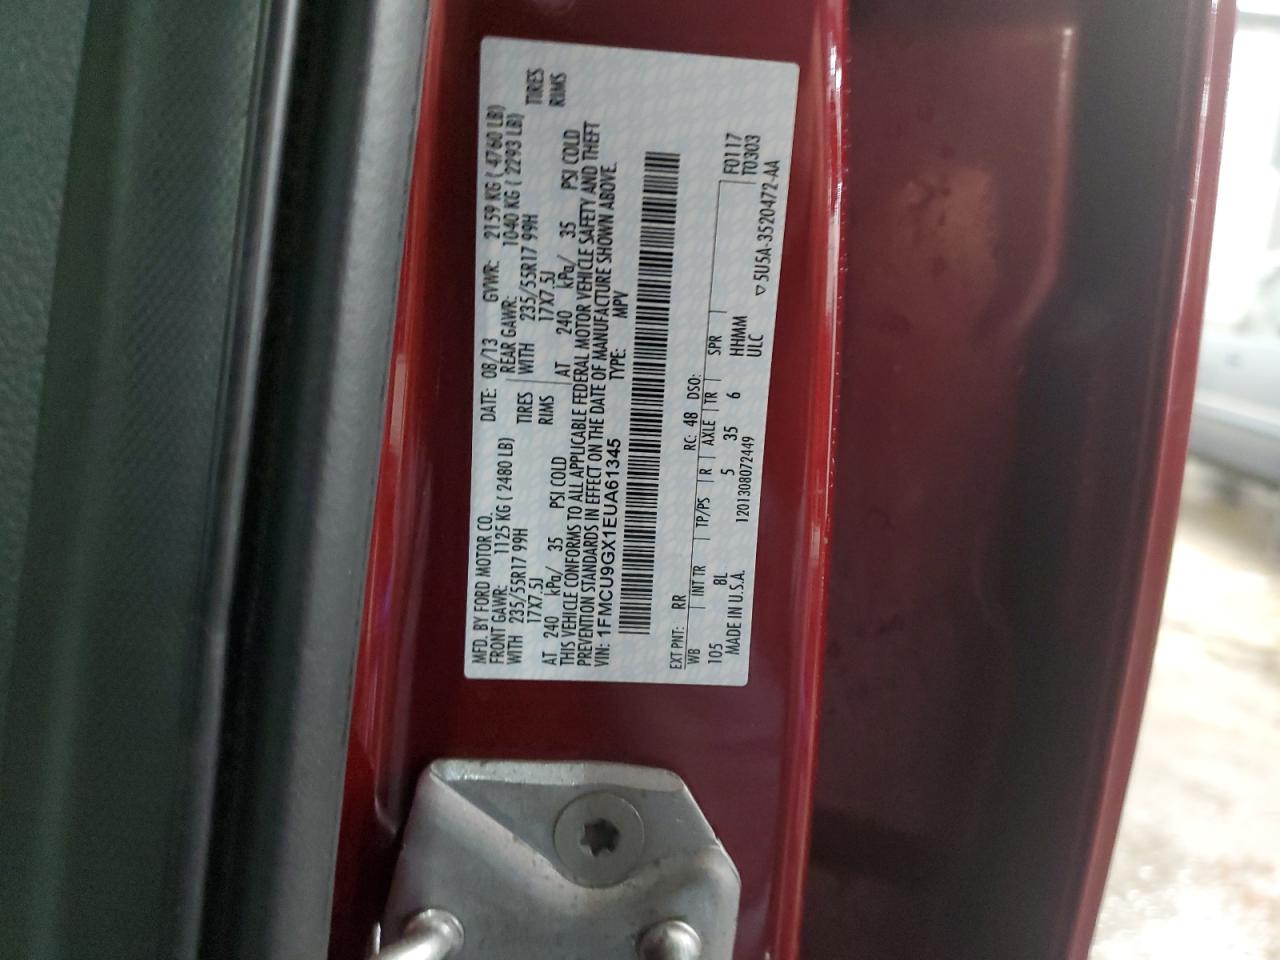 MFD. BY FORD MOTOR CO. DATE: 08/13 GVWR: 2159 KG ( 4760 LB)
FRONT GAWR: 1125 KG ( 2480 LB) REAR GAWR: 1040 KG ( 2293 LB)
WITH 235/55R17 99H TIRES WITH 235/55R17 99H TIRES
17X7.5J RIMS 17X7.5J RIMS
AT 240 kPa/ 35 PSI COLD AT 240 kPa/ 35 PSI COLD
THIS VEHICLE CONFORMS TO ALL APPLICABLE FEDERAL MOTOR VEHICLE SAFETY AND THEFT
PREVENTION STANDARDS IN EFFECT ON THE DATE OF MANUFACTURE SHOWN ABOVE.
VIN: 1FMCU9GX1EUA61345 TYPE: MPV
EXT PNT: RR RC: 48 DSO:
WB INT TR TP/PS R AXLE TR SPR F0117
105 8L 5 35 6 HHMM T0303
MADE IN U.S.A. 1201308072449 ULC ▽5U5A-3520472-AA